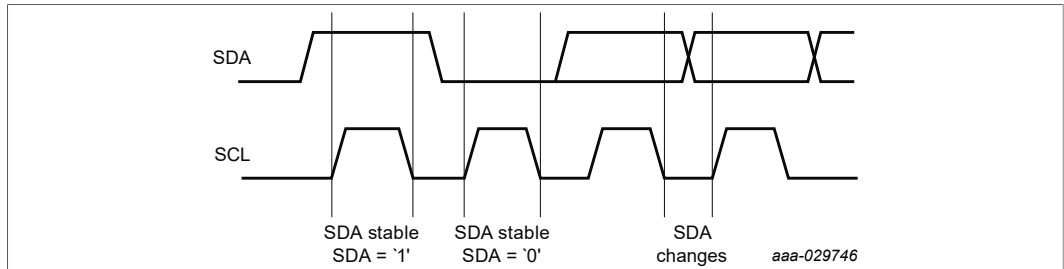 SDA
SCL
SDA stable
SDA = `1'
SDA stable
SDA = `0'
SDA
changes
aaa-029746